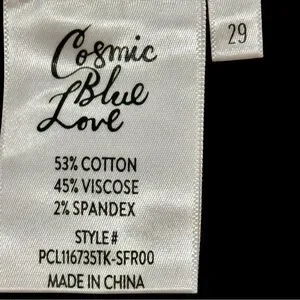 Cosmic
Blue
Love
29
53% COTTON
45% VISCOSE
2% SPANDEX
STYLE#
PCL116735TK-SFR00
MADE IN CHINA